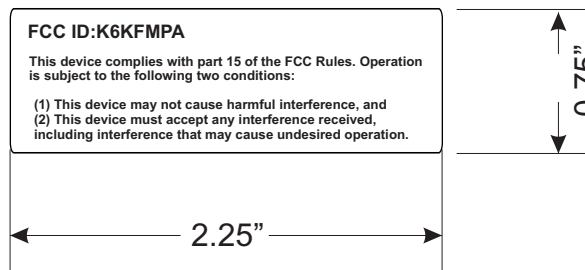 FCC ID:K6KFMPA
This device complies with part 15 of the FCC Rules. Operation
is subject to the following two conditions:
(1) This device may not cause harmful interference, and
(2) This device must accept any interference received,
including interference that may cause undesired operation.
0.75”
2.25”